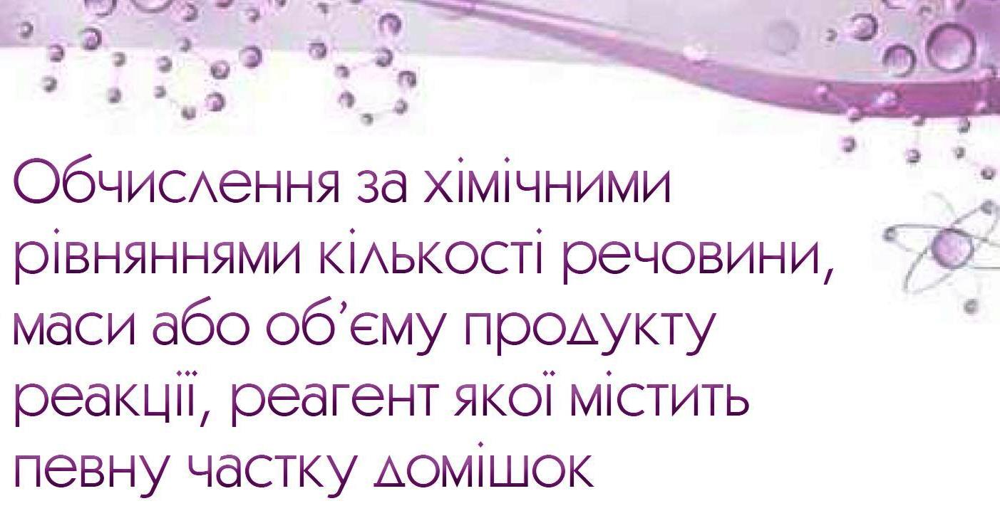 Обчислення за хімічними
рівняннями кількості речовини,
маси або об’єму продукту
реакції, реагент якої містить
певну частку домішок